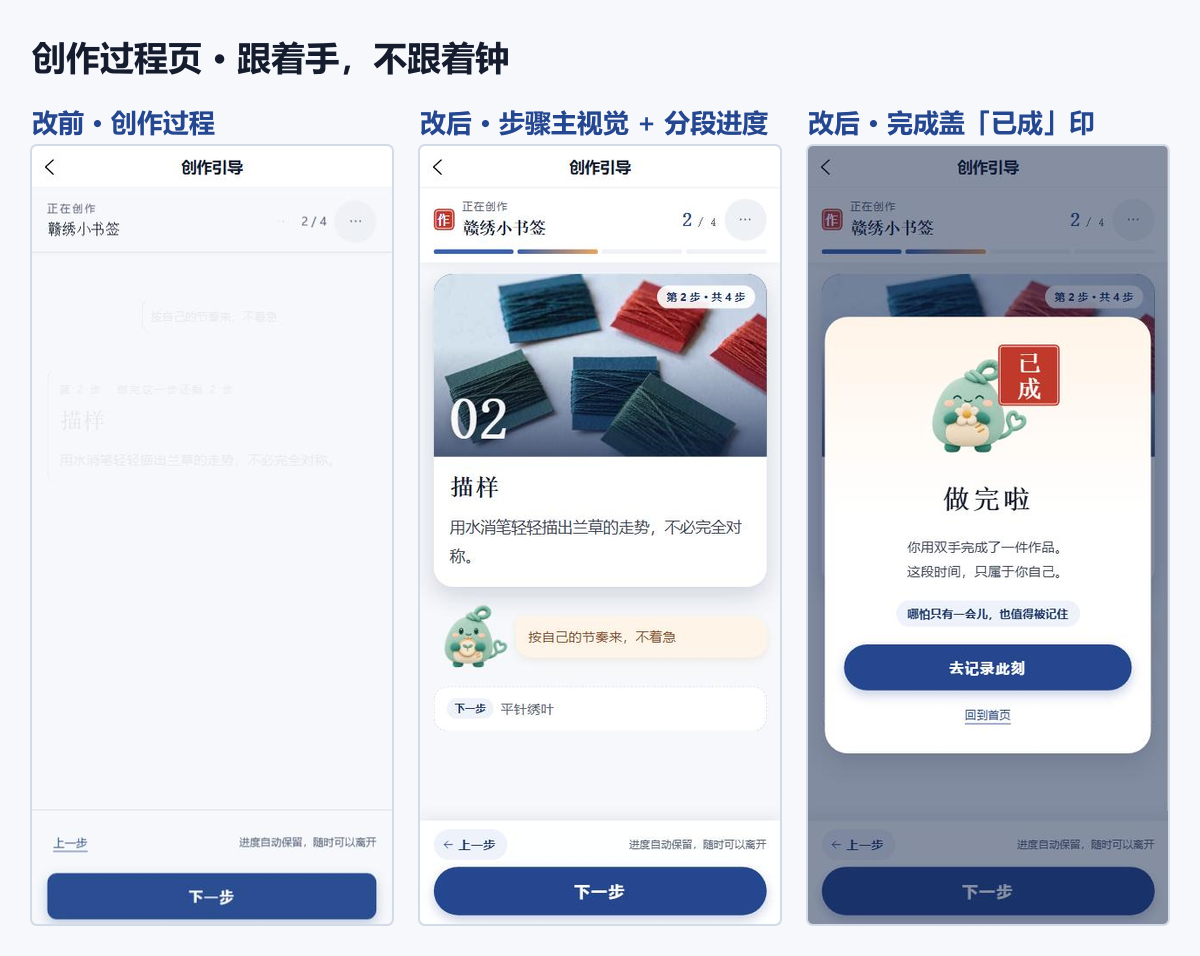 创作过程页·跟着手，不跟着钟
改前·创作过程
创作引导
正在创作
赣绣小书签
2 / 4
按自己的节奏来，不着急
第 2 步 做完这一步还剩 2 步
描样
用水消笔轻轻描出兰草的走势，不必完全对称。
上一步
进度自动保留，随时可以离开
下一步
改后·步骤主视觉 + 分段进度
创作引导
作
正在创作
赣绣小书签
2 / 4
第 2 步·共 4 步
02
描样
用水消笔轻轻描出兰草的走势，不必完全对
称。
按自己的节奏来，不着急
下一步 平针绣叶
← 上一步
进度自动保留，随时可以离开
下一步
改后·完成盖「已成」印
创作引导
作
正在创作
赣绣小书签
2 / 4
第 2 步·共 4 步
已
成
做完啦
你用双手完成了一件作品。
这段时间，只属于你自己。
哪怕只有一会儿，也值得被记住
去记录此刻
回到首页
← 上一步
进度自动保留，随时可以离开
下一步